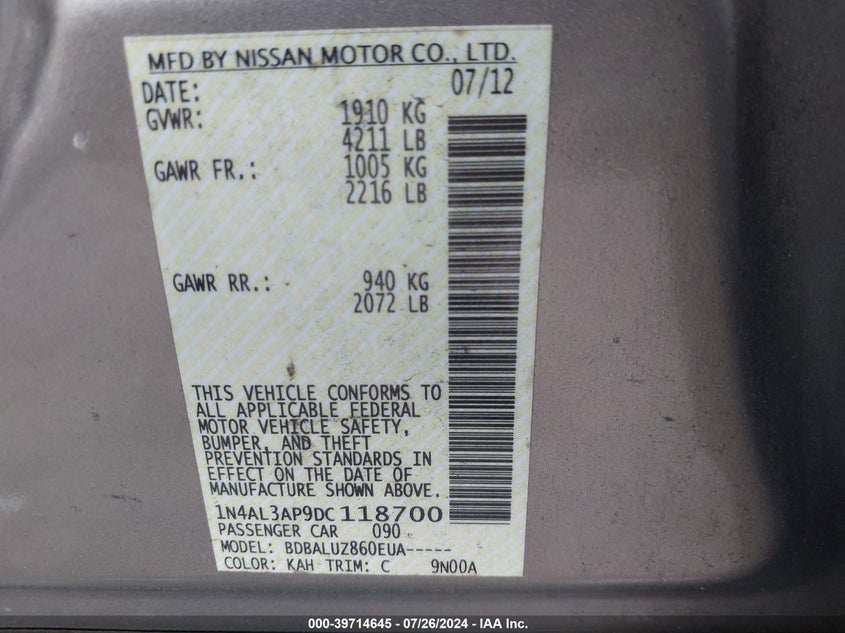 MFD BY NISSAN MOTOR CO., LTD.
DATE: 07/12
GVWR: 1910 KG
4211 LB
GAWR FR.: 1005 KG
2216 LB
GAWR RR.: 940 KG
2072 LB
THIS VEHICLE CONFORMS TO
ALL APPLICABLE FEDERAL
MOTOR VEHICLE SAFETY,
BUMPER, AND THEFT
PREVENTION STANDARDS IN
EFFECT ON THE DATE OF
MANUFACTURE SHOWN ABOVE.
1N4AL3AP9DC118700
PASSENGER CAR 090
MODEL: BDBALUZ860EUA-----
COLOR: KAH TRIM: C 9N00A
000-39714645 - 07/26/2024 - IAA Inc.